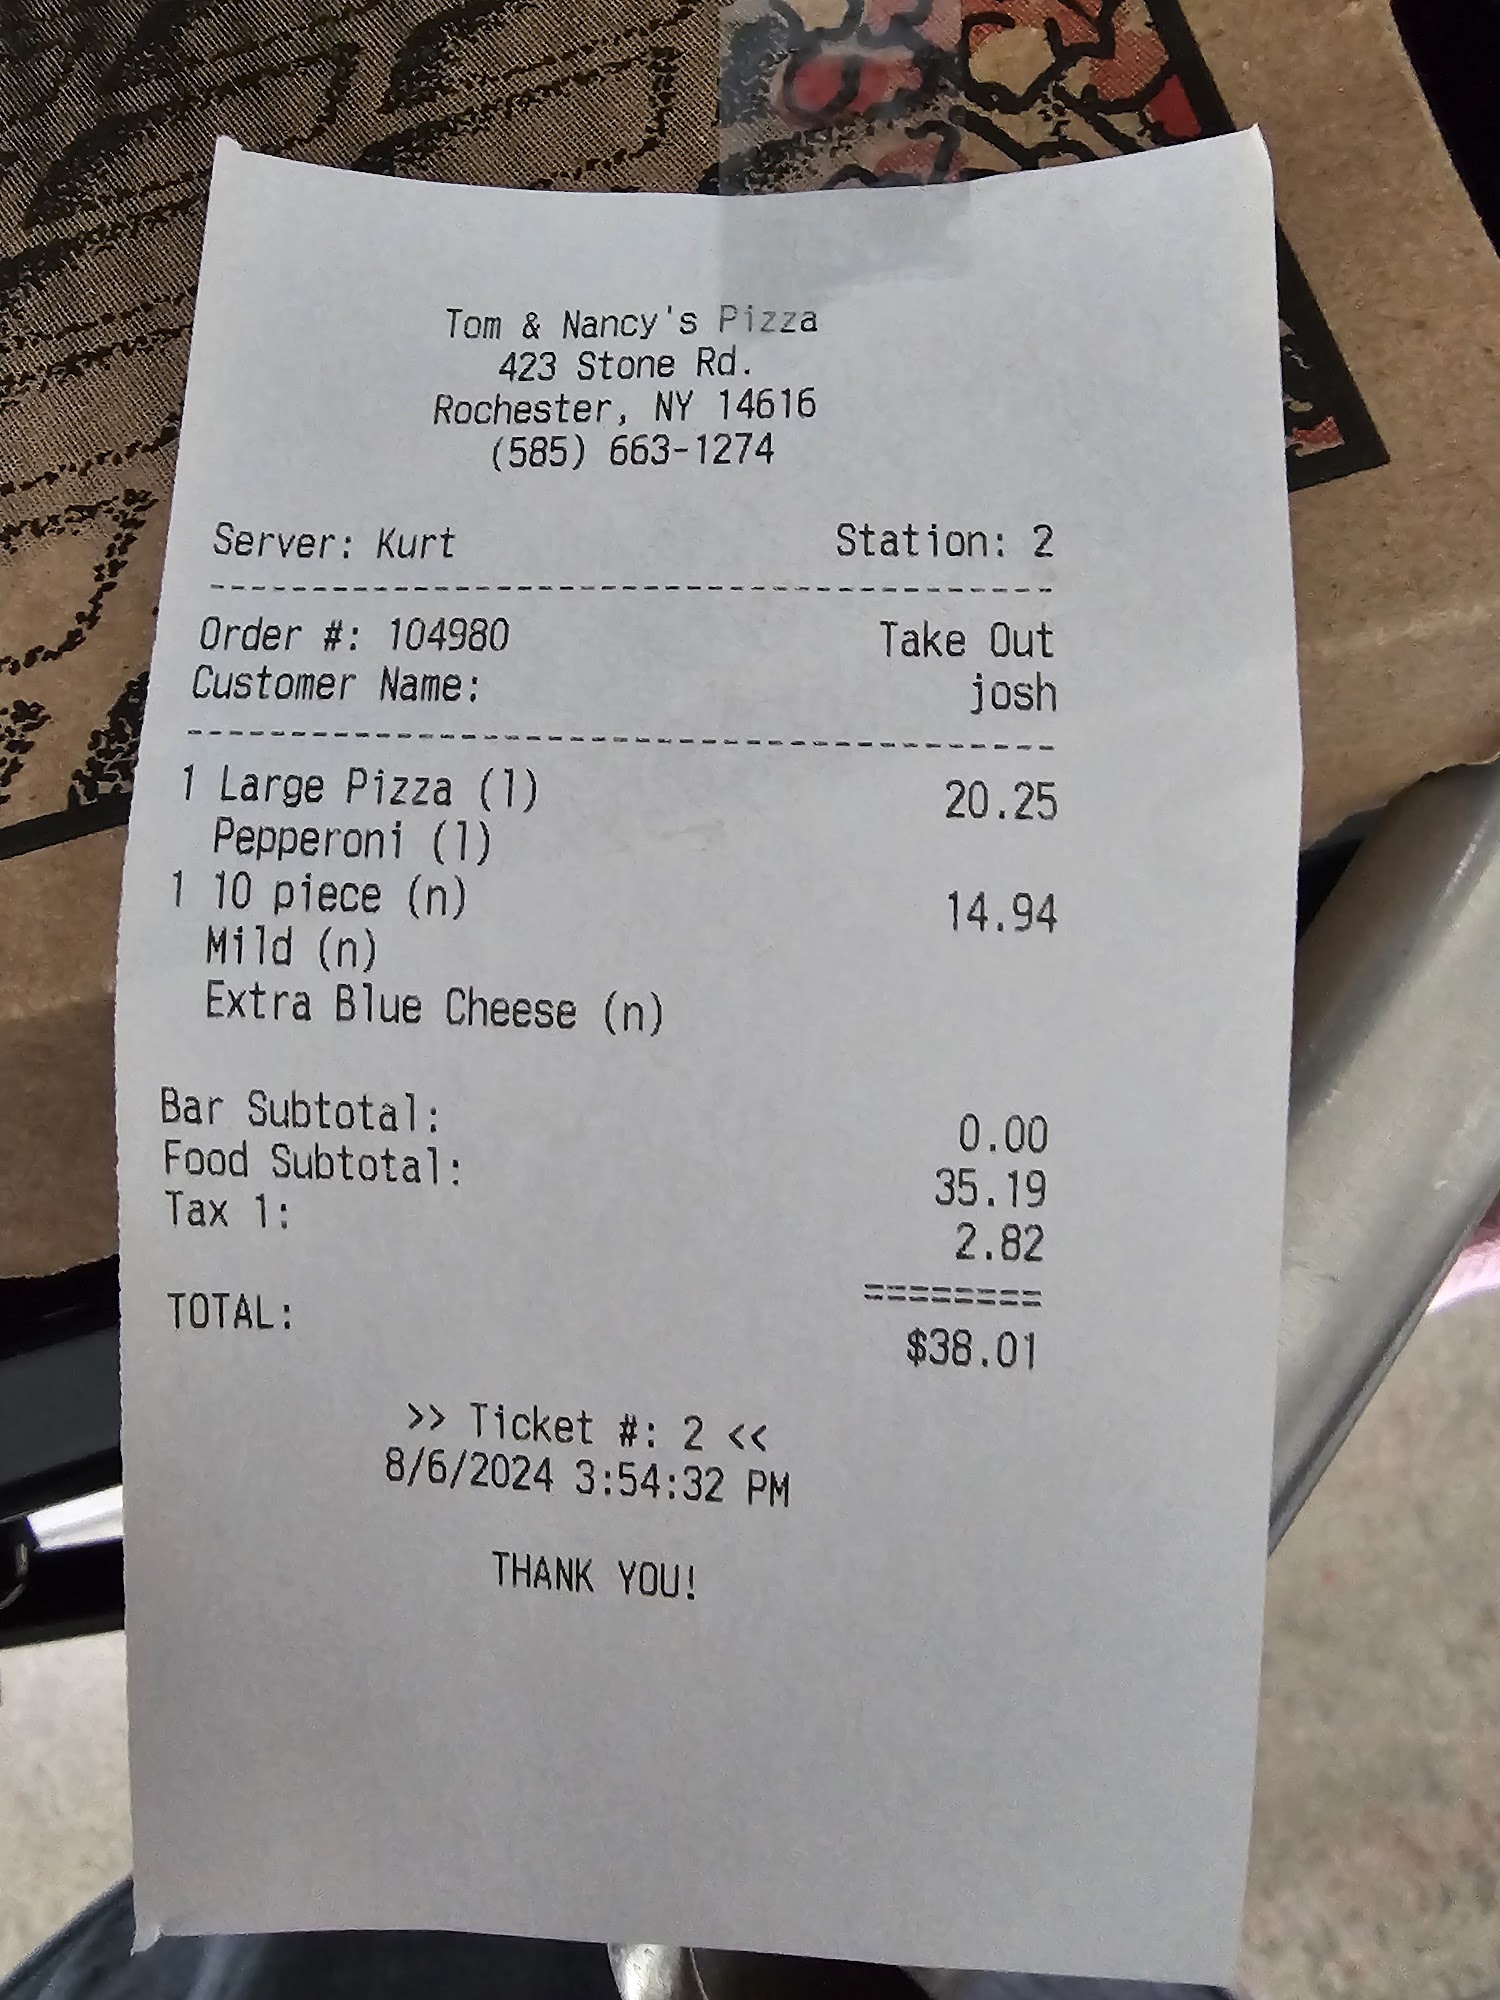 Tom & Nancy's Pizza
423 Stone Rd.
Rochester, NY 14616
(585) 663-1274
Server: Kurt Station: 2
Order #: 104980 Take Out
Customer Name: josh
1 Large Pizza (l) 20.25
Pepperoni (l)
1 10 piece (n) 14.94
Mild (n)
Extra Blue Cheese (n)
Bar Subtotal: 0.00
Food Subtotal: 35.19
Tax 1: 2.82
========
TOTAL: $38.01
>> Ticket #: 2 <<
8/6/2024 3:54:32 PM
THANK YOU!